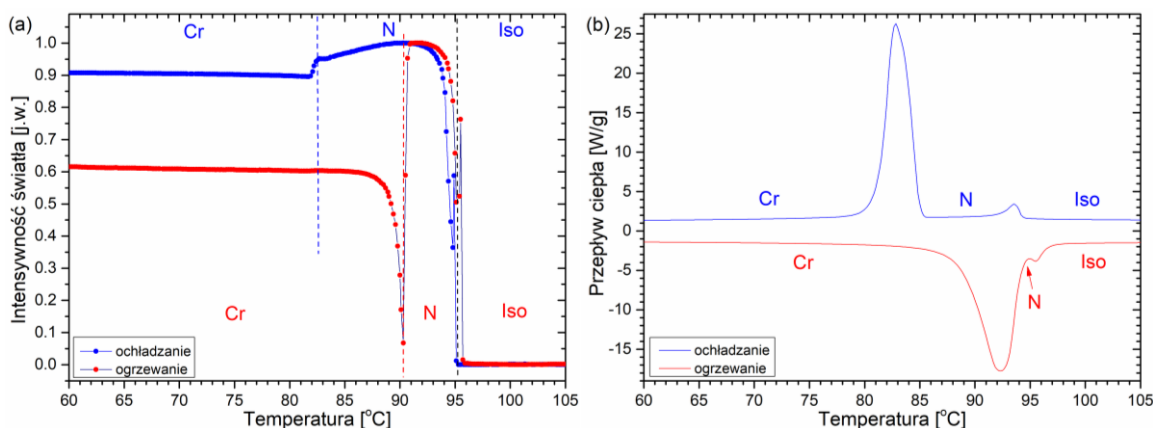 (a)
Cr
N
Iso
Intensywność światła [j.w.]
1.0
0.9
0.8
0.7
0.6
0.5
0.4
0.3
0.2
0.1
0.0
Cr
N
Iso
ochładzanie
ogrzewanie
60 65 70 75 80 85 90 95 100 105
Temperatura [°C]
(b)
Przepływ ciepła [W/g]
25
20
15
10
5
0
-5
-10
-15
Cr
N
Iso
Cr
N
Iso
ochładzanie
ogrzewanie
60 65 70 75 80 85 90 95 100 105
Temperatura [°C]